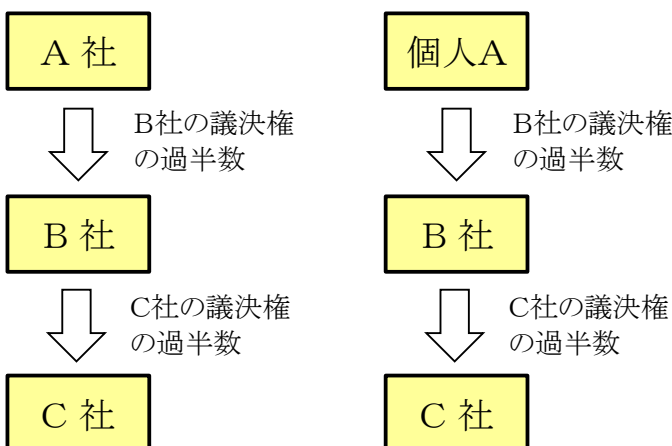 A 社
B社の議決権
の過半数
B 社
C社の議決権
の過半数
C 社
個人A
B社の議決権
の過半数
B 社
C社の議決権
の過半数
C 社